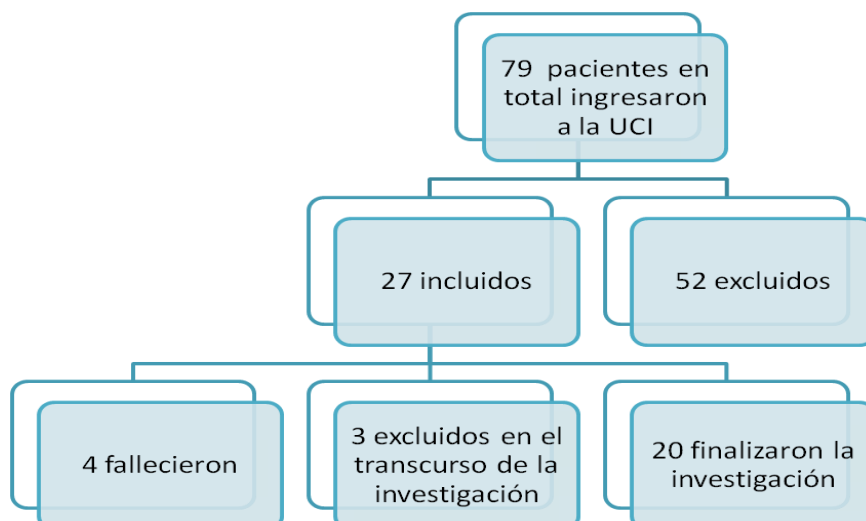 79 pacientes en
total ingresaron
a la UCI
27 incluidos
52 excluidos
4 fallecieron
3 excluidos en el
transcurso de la
investigación
20 finalizaron la
investigación